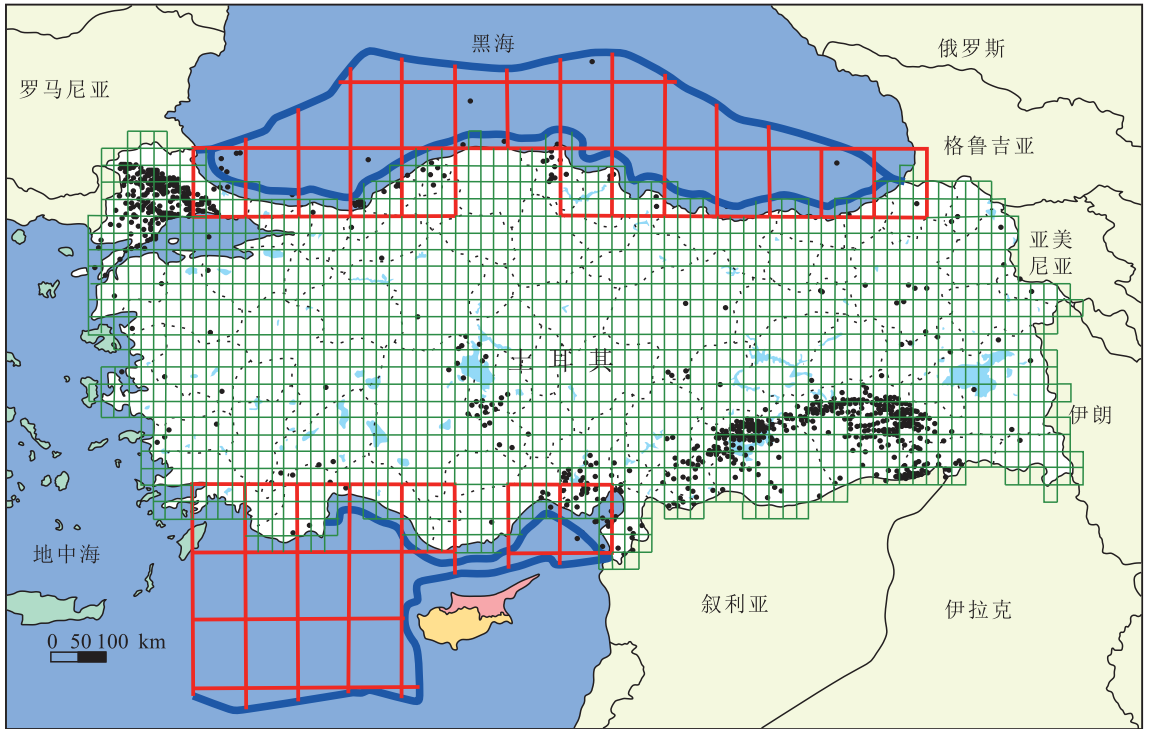 黑海
俄罗斯
罗马尼亚
格鲁吉亚
亚美
尼亚
土耳其
伊朗
地中海
叙利亚
伊拉克
0 50 100 km